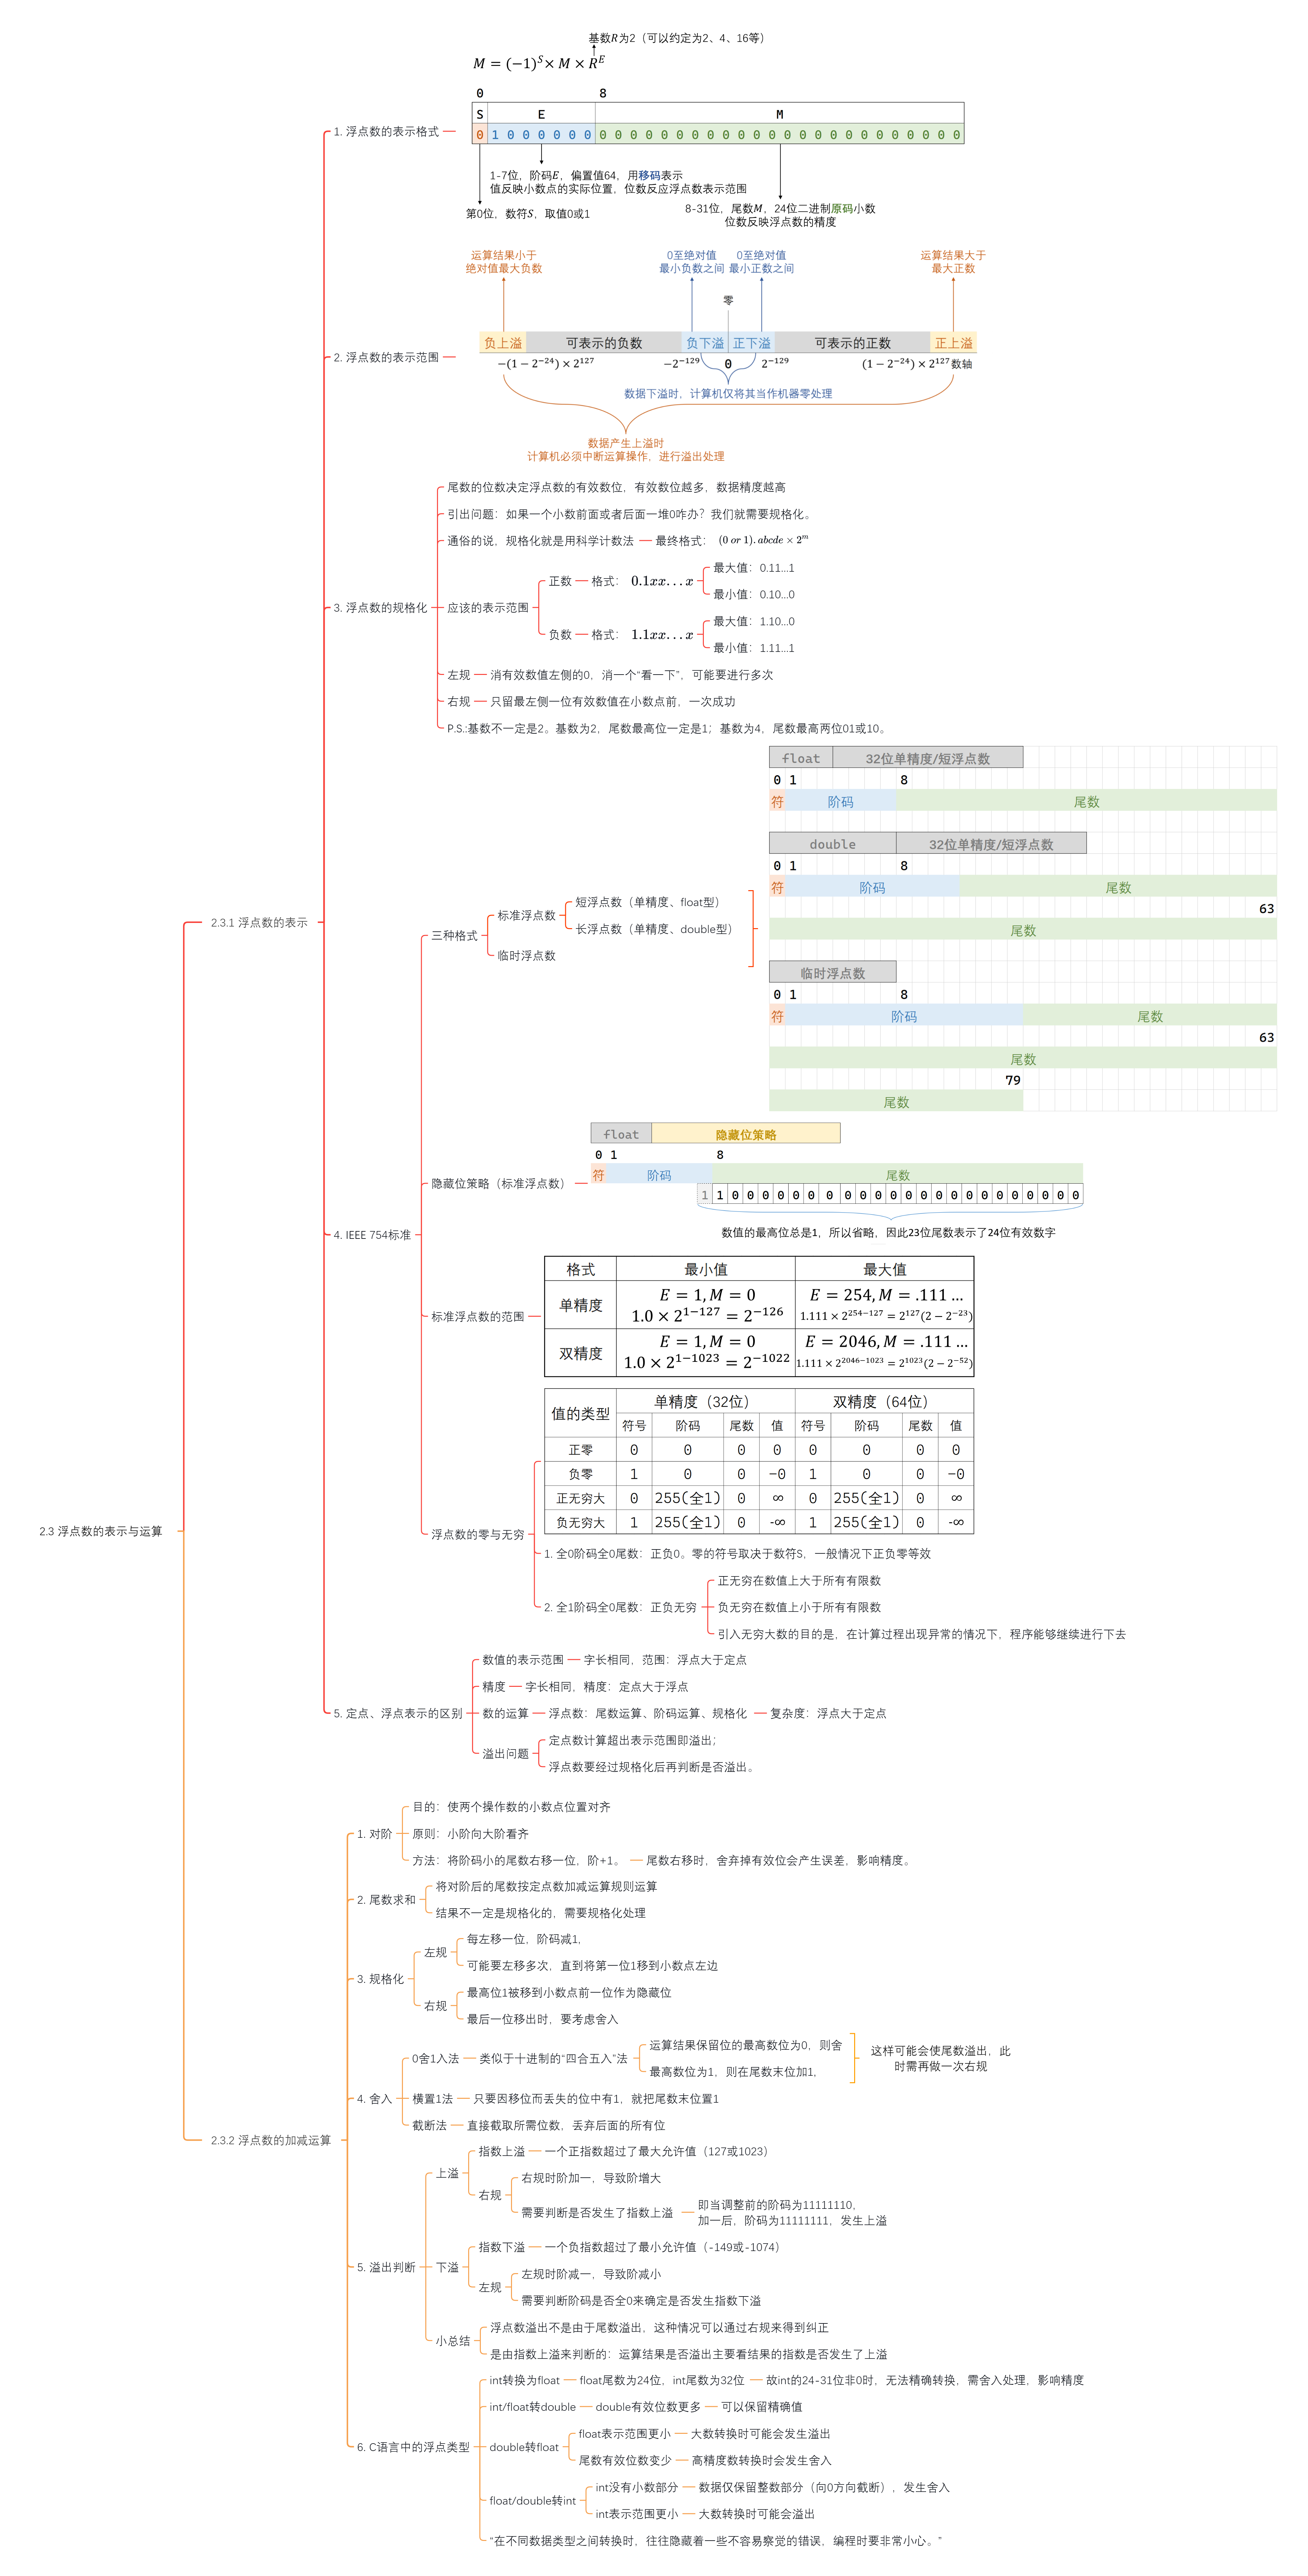 基数R为2（可以约定为2、4、16等）
M = (−1)^S × M × R^E
0 8
S E M
0 1 0 0 0 0 0 0 0 0 0 0 0 0 0 0 0 0 0 0 0 0 0 0 0 0 0 0 0 0 0 0
1. 浮点数的表示格式
1-7位，阶码E，偏置值64，用移码表示
值反映小数点的实际位置，位数反应浮点数表示范围
第0位，数符S，取值0或1
8-31位，尾数M，24位二进制原码小数
位数反映浮点数的精度
运算结果小于
绝对值最大负数
0至绝对值
最小负数之间
0至绝对值
最小正数之间
运算结果大于
最大正数
零
负上溢 可表示的负数 负下溢 正下溢 可表示的正数 正上溢
2. 浮点数的表示范围
−(1 − 2^−24) × 2^127 −2^−129 0 2^−129 (1 − 2^−24) × 2^127 数轴
数据下溢时，计算机仅将其当作机器零处理
数据产生上溢时
计算机必须中断运算操作，进行溢出处理
3. 浮点数的规格化
尾数的位数决定浮点数的有效数位，有效数位越多，数据精度越高
引出问题：如果一个小数前面或者后面一堆0咋办？我们就需要规格化。
通俗的说，规格化就是用科学计数法
最终格式： (0 or 1).abcde × 2^m
应该的表示范围
正数
格式： 0.1xx...x
最大值：0.11...1
最小值：0.10...0
负数
格式： 1.1xx...x
最大值：1.10...0
最小值：1.11...1
左规
消有效数值左侧的0，消一个“看一下”，可能要进行多次
右规
只留最左侧一位有效数值在小数点前，一次成功
P.S.:基数不一定是2。基数为2，尾数最高位一定是1；基数为4，尾数最高两位01或10。
4. IEEE 754标准
三种格式
标准浮点数
短浮点数（单精度、float型）
长浮点数（单精度、double型）
临时浮点数
float 32位单精度/短浮点数
0 1 8
符 阶码 尾数
double 32位单精度/短浮点数
0 1 8
符 阶码 尾数
63
尾数
临时浮点数
0 1 8
符 阶码 尾数
63
尾数
79
尾数
隐藏位策略（标准浮点数）
float 隐藏位策略
0 1 8
符 阶码 尾数
1 1 0 0 0 0 0 0 0 0 0 0 0 0 0 0 0 0 0 0 0 0 0 0
数值的最高位总是1，所以省略，因此23位尾数表示了24位有效数字
标准浮点数的范围
格式 最小值 最大值
单精度
E = 1, M = 0
1.0 × 2^1−127 = 2^−126
E = 254, M = .111 …
1.111 × 2^254−127 = 2^127(2 − 2^−23)
双精度
E = 1, M = 0
1.0 × 2^1−1023 = 2^−1022
E = 2046, M = .111 …
1.111 × 2^2046−1023 = 2^1023(2 − 2^−52)
浮点数的零与无穷
值的类型 单精度（32位） 双精度（64位）
符号 阶码 尾数 值 符号 阶码 尾数 值
正零 0 0 0 0 0 0 0 0
负零 1 0 0 −0 1 0 0 −0
正无穷大 0 255(全1) 0 ∞ 0 255(全1) 0 ∞
负无穷大 1 255(全1) 0 -∞ 1 255(全1) 0 -∞
1. 全0阶码全0尾数：正负0。零的符号取决于数符S，一般情况下正负零等效
2. 全1阶码全0尾数：正负无穷
正无穷在数值上大于所有有限数
负无穷在数值上小于所有有限数
引入无穷大数的目的是，在计算过程出现异常的情况下，程序能够继续进行下去
5. 定点、浮点表示的区别
数值的表示范围
字长相同，范围：浮点大于定点
精度
字长相同，精度：定点大于浮点
数的运算
浮点数：尾数运算、阶码运算、规格化
复杂度：浮点大于定点
溢出问题
定点数计算超出表示范围即溢出；
浮点数要经过规格化后再判断是否溢出。
2.3.1 浮点数的表示
2.3 浮点数的表示与运算
2.3.2 浮点数的加减运算
1. 对阶
目的：使两个操作数的小数点位置对齐
原则：小阶向大阶看齐
方法：将阶码小的尾数右移一位，阶+1。
尾数右移时，舍弃掉有效位会产生误差，影响精度。
2. 尾数求和
将对阶后的尾数按定点数加减运算规则运算
结果不一定是规格化的，需要规格化处理
3. 规格化
左规
每左移一位，阶码减1，
可能要左移多次，直到将第一位1移到小数点左边
右规
最高位1被移到小数点前一位作为隐藏位
最后一位移出时，要考虑舍入
4. 舍入
0舍1入法
类似于十进制的“四合五入”法
运算结果保留位的最高数位为0，则舍
最高数位为1，则在尾数末位加1，
这样可能会使尾数溢出，此
时需再做一次右规
横置1法
只要因移位而丢失的位中有1，就把尾数末位置1
截断法
直接截取所需位数，丢弃后面的所有位
5. 溢出判断
上溢
指数上溢
一个正指数超过了最大允许值（127或1023）
右规
右规时阶加一，导致阶增大
需要判断是否发生了指数上溢
即当调整前的阶码为11111110，
加一后，阶码为11111111，发生上溢
下溢
指数下溢
一个负指数超过了最小允许值（-149或-1074）
左规
左规时阶减一，导致阶减小
需要判断阶码是否全0来确定是否发生指数下溢
小总结
浮点数溢出不是由于尾数溢出，这种情况可以通过右规来得到纠正
是由指数上溢来判断的：运算结果是否溢出主要看结果的指数是否发生了上溢
6. C语言中的浮点类型
int转换为float
float尾数为24位，int尾数为32位
故int的24-31位非0时，无法精确转换，需舍入处理，影响精度
int/float转double
double有效位数更多
可以保留精确值
double转float
float表示范围更小
大数转换时可能会发生溢出
尾数有效位数变少
高精度数转换时会发生舍入
float/double转int
int没有小数部分
数据仅保留整数部分（向0方向截断），发生舍入
int表示范围更小
大数转换时可能会溢出
“在不同数据类型之间转换时，往往隐藏着一些不容易察觉的错误，编程时要非常小心。”